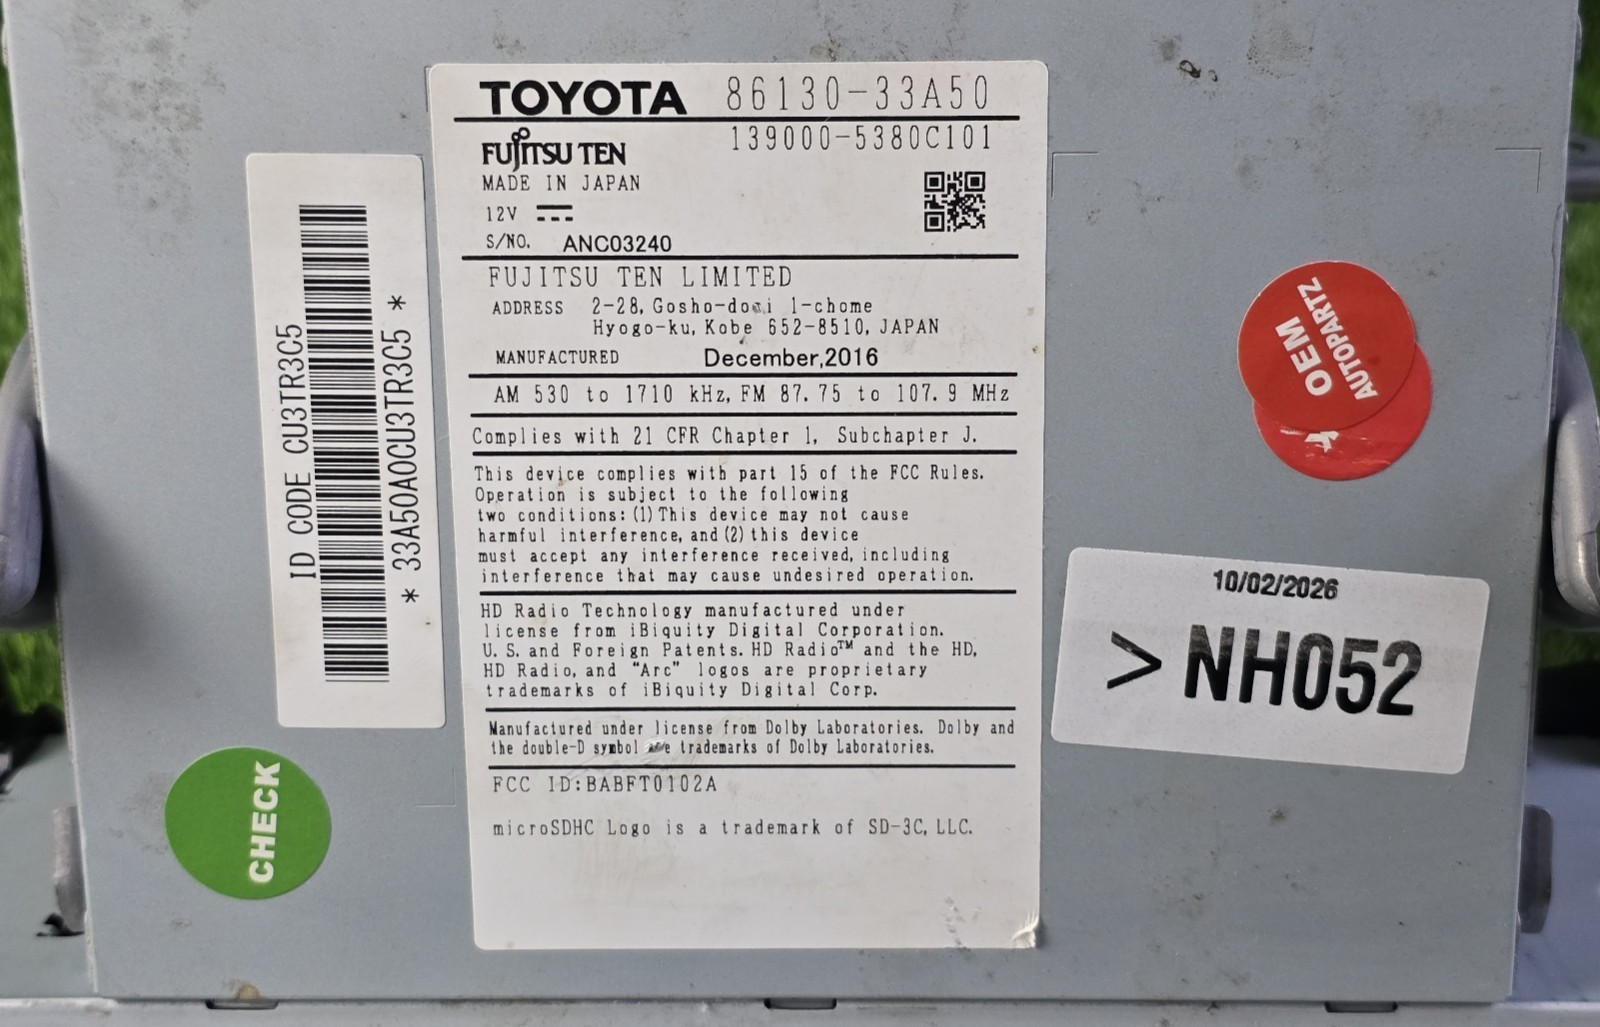 TOYOTA 86130-33A50
FUJITSU TEN 139000-5380C101
MADE IN JAPAN
12V
S/NO. ANC03240
FUJITSU TEN LIMITED
ADDRESS 2-28, Gosho-dori 1-chome
Hyogo-ku, Kobe 652-8510, JAPAN
MANUFACTURED December,2016
AM 530 to 1710 kHz, FM 87.75 to 107.9 MHz
Complies with 21 CFR Chapter 1, Subchapter J.
This device complies with part 15 of the FCC Rules.
Operation is subject to the following
two conditions: (1) This device may not cause
harmful interference, and (2) this device
must accept any interference received, including
interference that may cause undesired operation.
HD Radio Technology manufactured under
license from iBiquity Digital Corporation.
U.S. and Foreign Patents. HD Radio™ and the HD,
HD Radio, and "Arc" logos are proprietary
trademarks of iBiquity Digital Corp.
Manufactured under license from Dolby Laboratories. Dolby and
the double-D symbol are trademarks of Dolby Laboratories.
FCC ID:BABFT0102A
microSDHC Logo is a trademark of SD-3C, LLC.
ID CODE CU3TR3C5
* 33A50A0CU3TR3C5 *
CHECK
OEM
AUTOPARTZ.
10/02/2026
> NH052